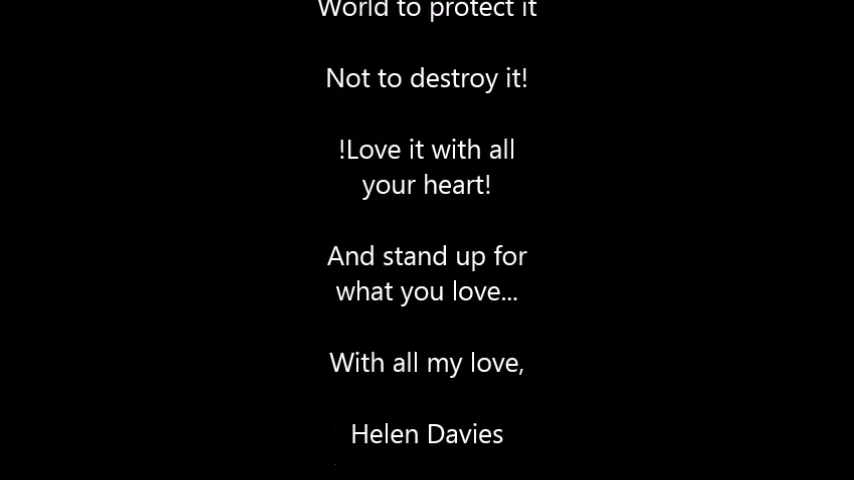 World to protect it
Not to destroy it!
!Love it with all
your heart!
And stand up for
what you love...
With all my love,
Helen Davies